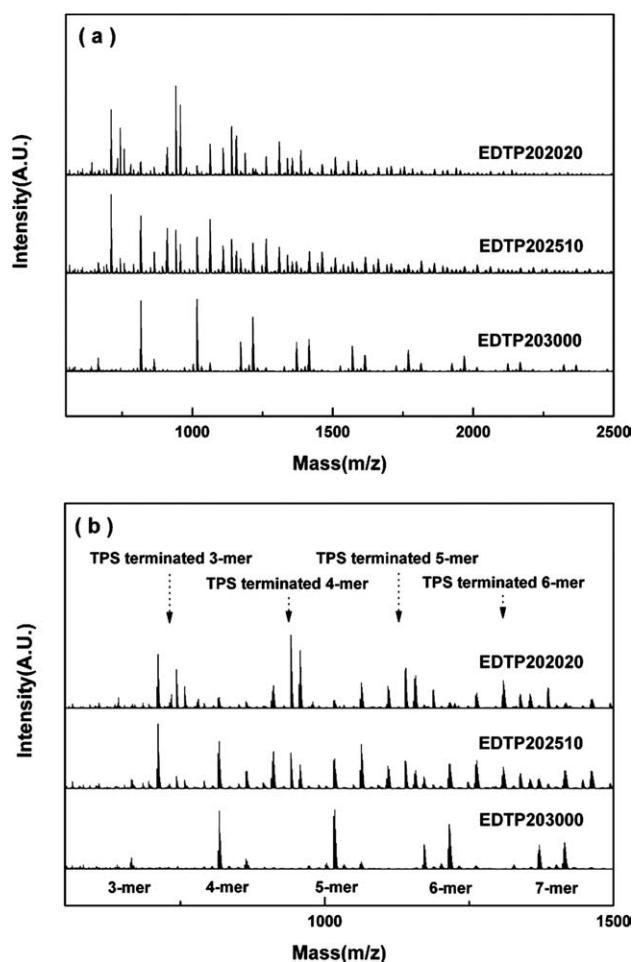 ( a )
Intensity(A.U.)
EDTP202020
EDTP202510
EDTP203000
1000 1500 2000 2500
Mass(m/z)
( b )
TPS terminated 3-mer TPS terminated 5-mer
TPS terminated 4-mer TPS terminated 6-mer
Intensity(A.U.)
EDTP202020
EDTP202510
EDTP203000
3-mer 4-mer 5-mer 6-mer 7-mer
1000 1500
Mass(m/z)